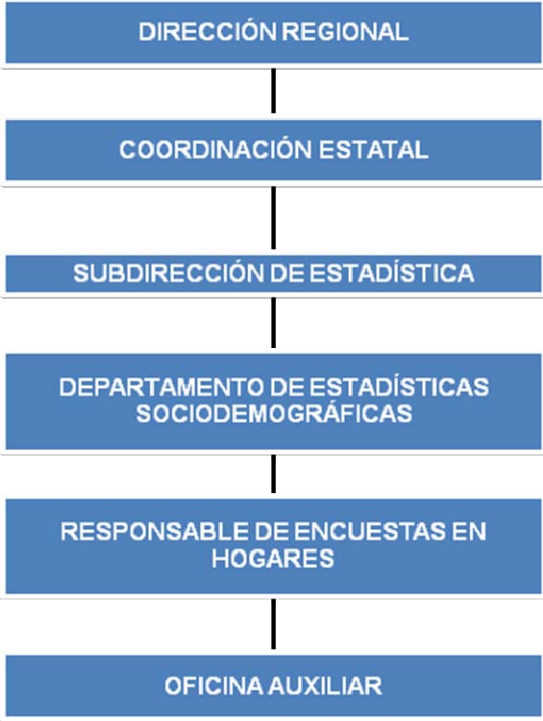 DIRECCIÓN REGIONAL
COORDINACIÓN ESTATAL
SUBDIRECCIÓN DE ESTADÍSTICA
DEPARTAMENTO DE ESTADÍSTICAS
SOCIODEMOGRÁFICAS
RESPONSABLE DE ENCUESTAS EN
HOGARES
OFICINA AUXILIAR